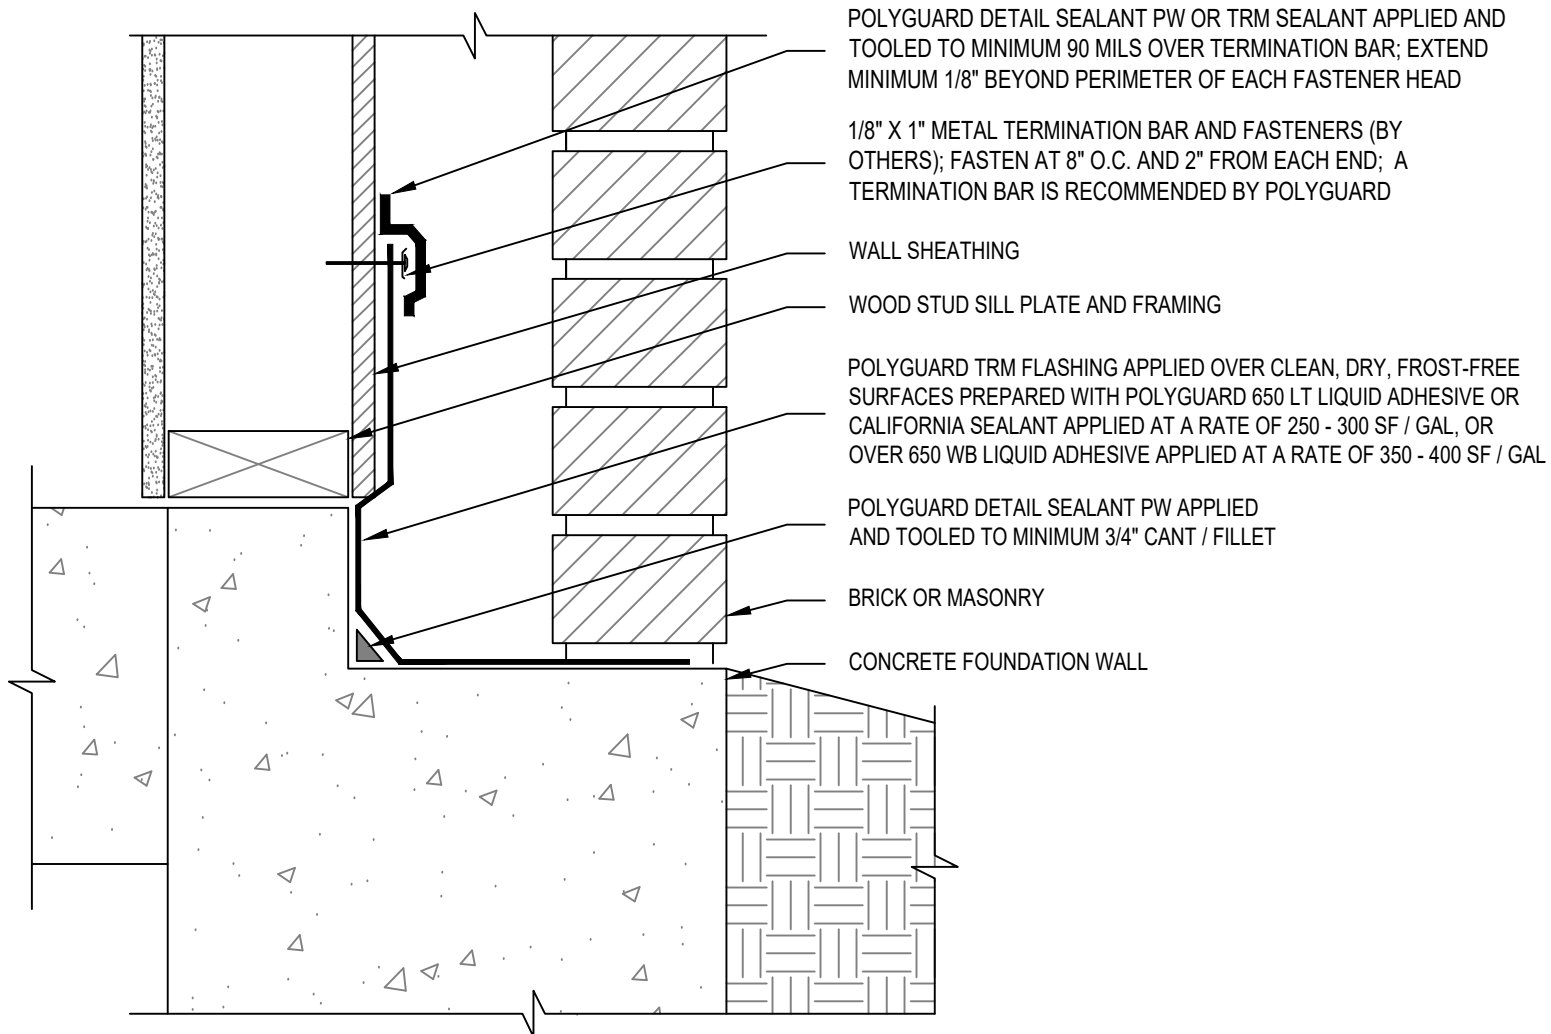 POLYGUARD DETAIL SEALANT PW OR TRM SEALANT APPLIED AND
TOOLED TO MINIMUM 90 MILS OVER TERMINATION BAR; EXTEND
MINIMUM 1/8" BEYOND PERIMETER OF EACH FASTENER HEAD
1/8" X 1" METAL TERMINATION BAR AND FASTENERS (BY
OTHERS); FASTEN AT 8" O.C. AND 2" FROM EACH END; A
TERMINATION BAR IS RECOMMENDED BY POLYGUARD
WALL SHEATHING
WOOD STUD SILL PLATE AND FRAMING
POLYGUARD TRM FLASHING APPLIED OVER CLEAN, DRY, FROST-FREE
SURFACES PREPARED WITH POLYGUARD 650 LT LIQUID ADHESIVE OR
CALIFORNIA SEALANT APPLIED AT A RATE OF 250 - 300 SF / GAL, OR
OVER 650 WB LIQUID ADHESIVE APPLIED AT A RATE OF 350 - 400 SF / GAL
POLYGUARD DETAIL SEALANT PW APPLIED
AND TOOLED TO MINIMUM 3/4" CANT / FILLET
BRICK OR MASONRY
CONCRETE FOUNDATION WALL